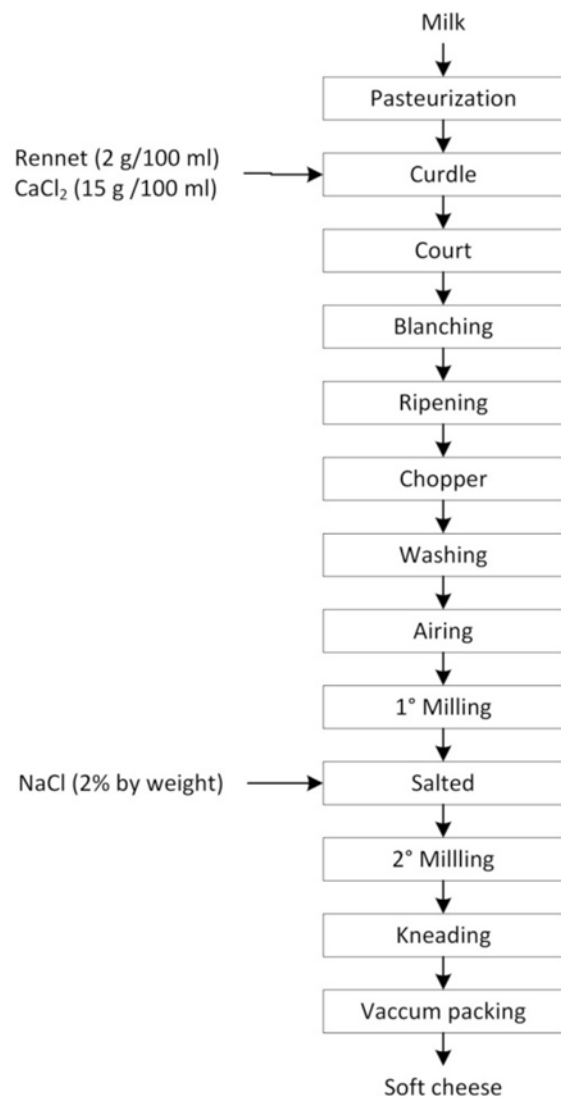 Milk
Pasteurization
Rennet (2 g/100 ml)
CaCl₂ (15 g /100 ml)
Curdle
Court
Blanching
Ripening
Chopper
Washing
Airing
1° Milling
NaCl (2% by weight)
Salted
2° Millling
Kneading
Vaccum packing
Soft cheese